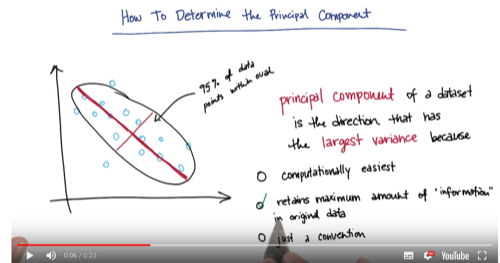 How To Determine the Principal Component
95% of data
points within oval
principal component of a dataset
is the direction that has
the largest variance because
computationally easiest
retains maximum amount of "information"
in original data
just a convention
0:06 / 0:23
YouTube